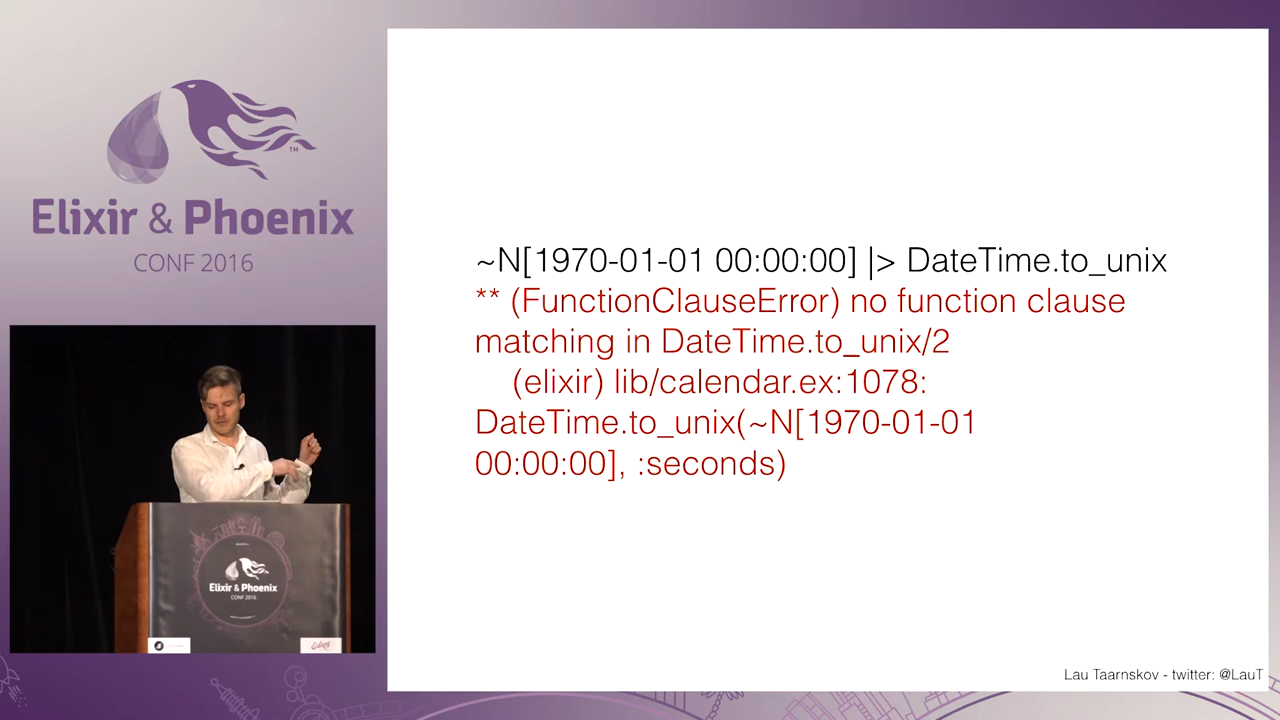 Elixir & Phoenix
TM
CONF 2016
~N[1970-01-01 00:00:00] |> DateTime.to_unix
** (FunctionClauseError) no function clause
matching in DateTime.to_unix/2
(elixir) lib/calendar.ex:1078:
DateTime.to_unix(~N[1970-01-01
00:00:00], :seconds)
Elixir & Phoenix
CONF 2016
Lau Taarnskov - twitter: @LauT